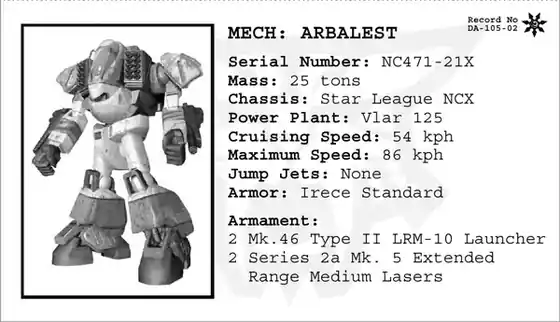 Record No
DA-105-02
MECH: ARBALEST
Serial Number: NC471-21X
Mass: 25 tons
Chassis: Star League NCX
Power Plant: Vlar 125
Cruising Speed: 54 kph
Maximum Speed: 86 kph
Jump Jets: None
Armor: Irece Standard
Armament:
2 Mk.46 Type II LRM-10 Launcher
2 Series 2a Mk. 5 Extended
Range Medium Lasers